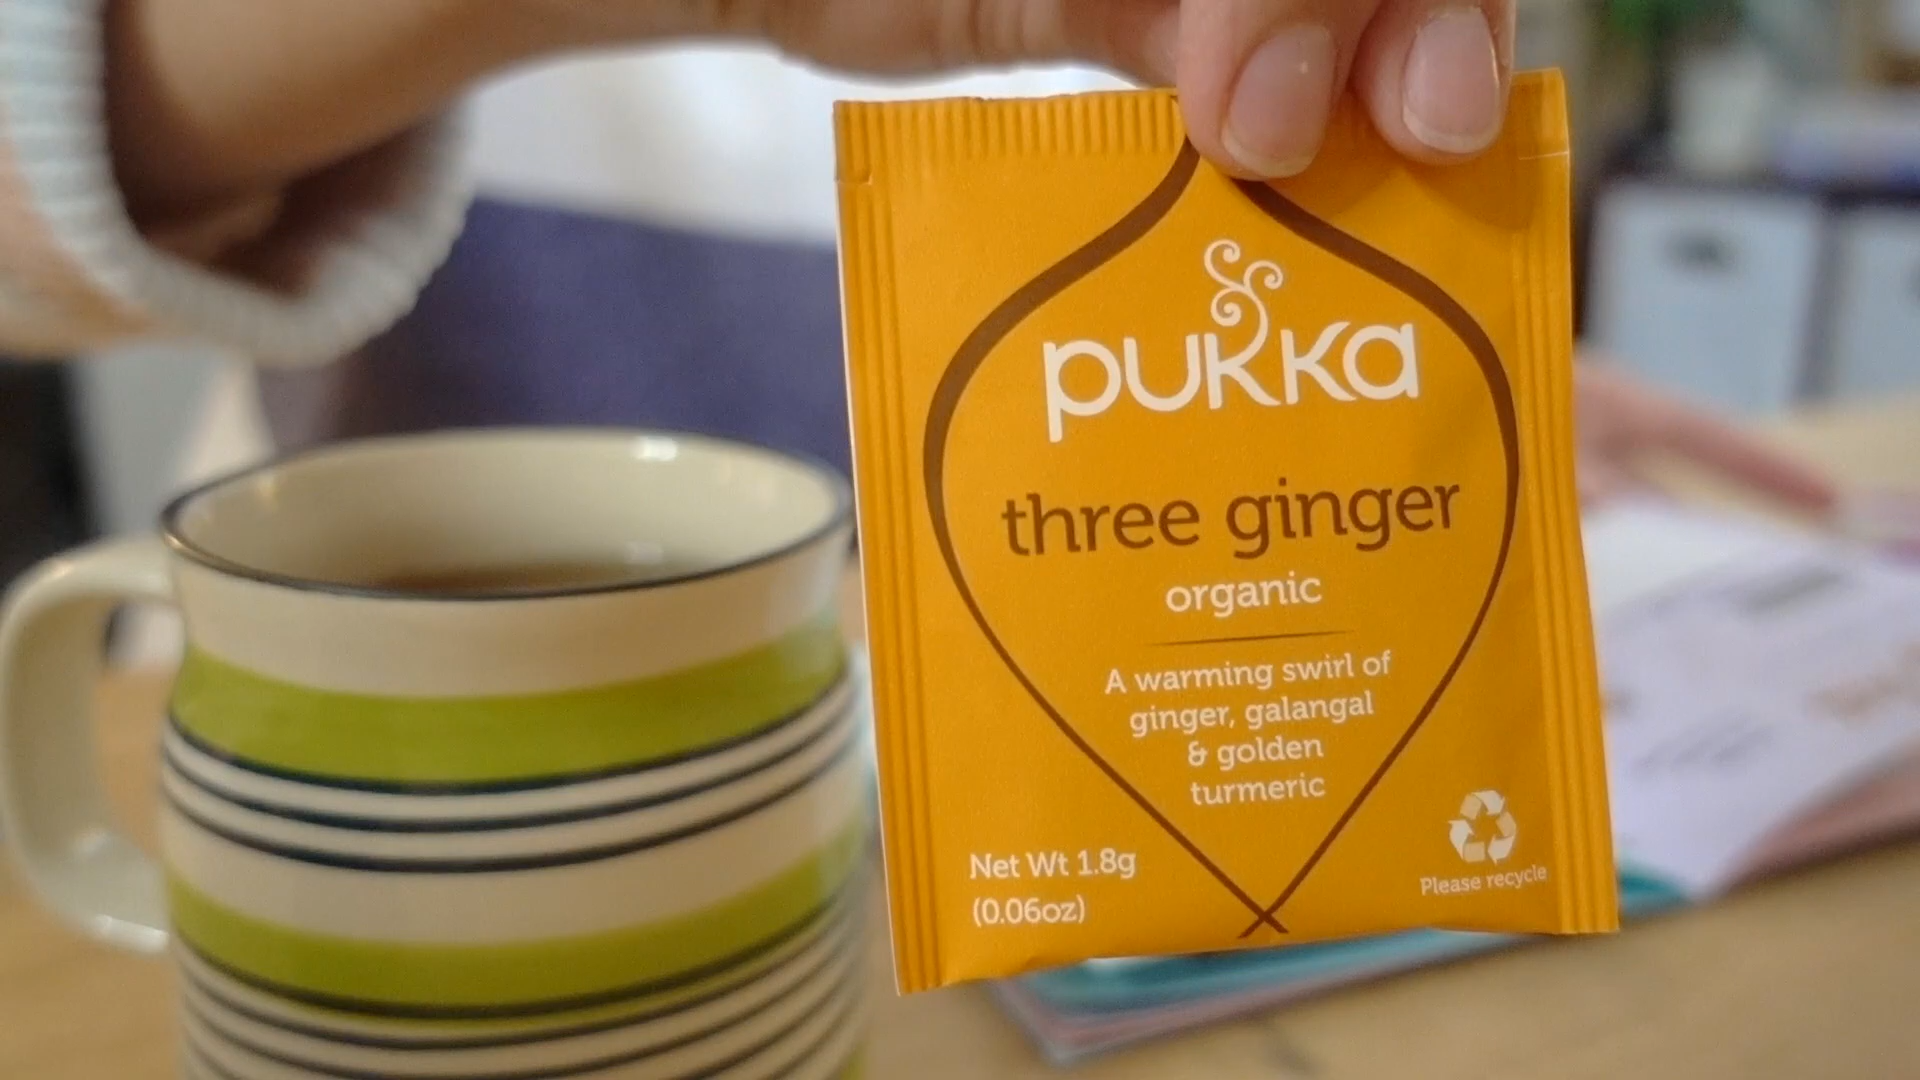 pukka
three ginger
organic
A warming swirl of
ginger, galangal
& golden
turmeric
Net Wt 1.8g
(0.06oz)
Please recycle